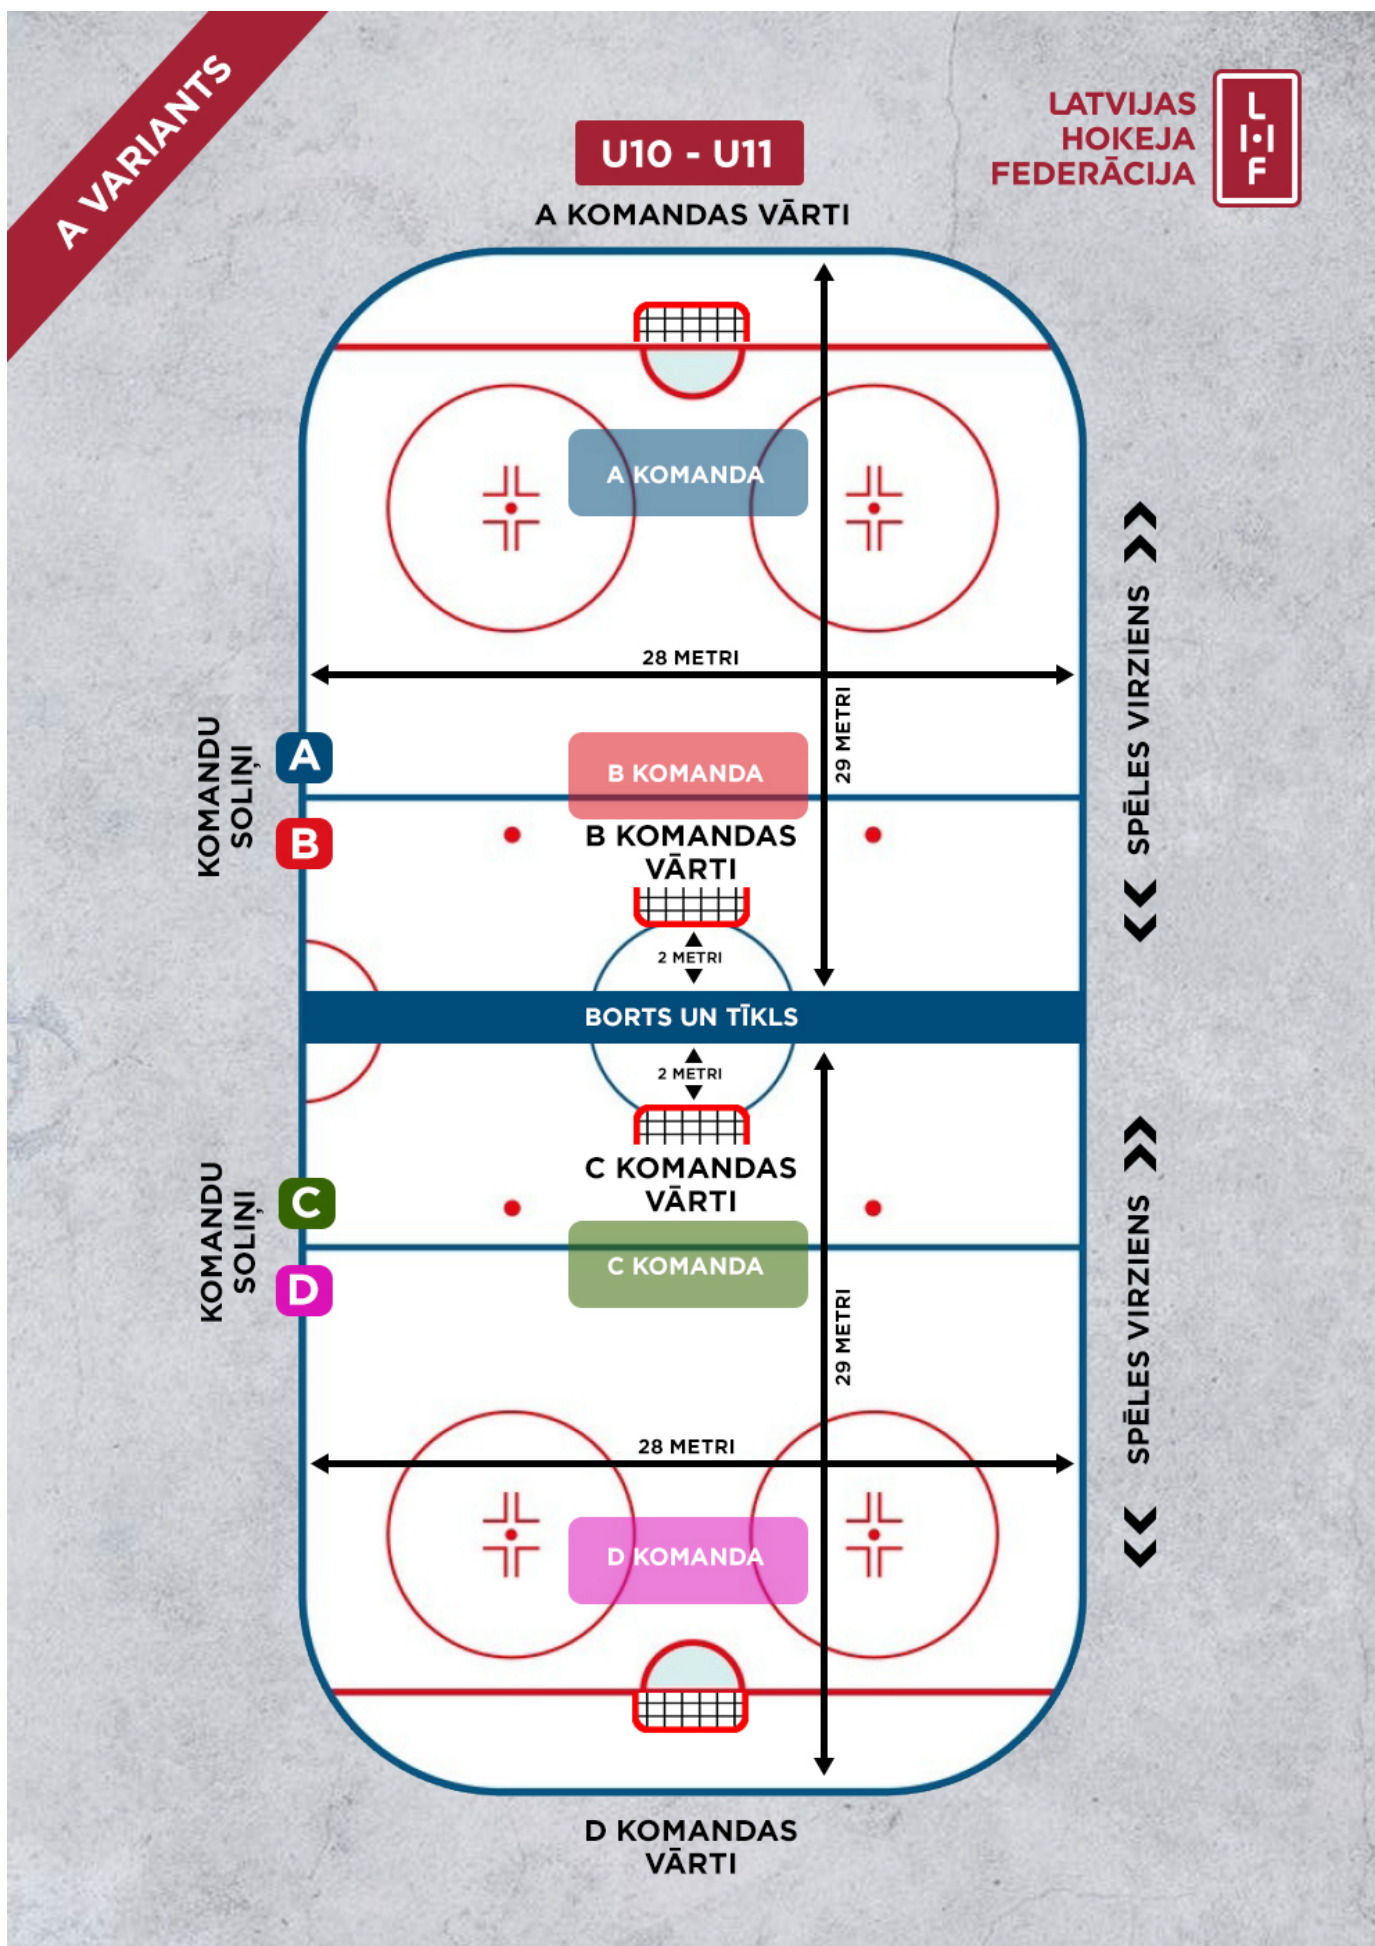 A VARIANTS
LATVIJAS
HOKEJA
FEDERĀCIJA
L
H
F
U10 - U11
A KOMANDAS VĀRTI
A KOMANDA
28 METRI
29 METRI
SPĒLES VIRZIENS
KOMANDU
SOLIŅI
A
B
B KOMANDA
B KOMANDAS
VĀRTI
2 METRI
BORTS UN TĪKLS
2 METRI
C KOMANDAS
VĀRTI
KOMANDU
SOLIŅI
C
D
C KOMANDA
29 METRI
SPĒLES VIRZIENS
28 METRI
D KOMANDA
D KOMANDAS
VĀRTI